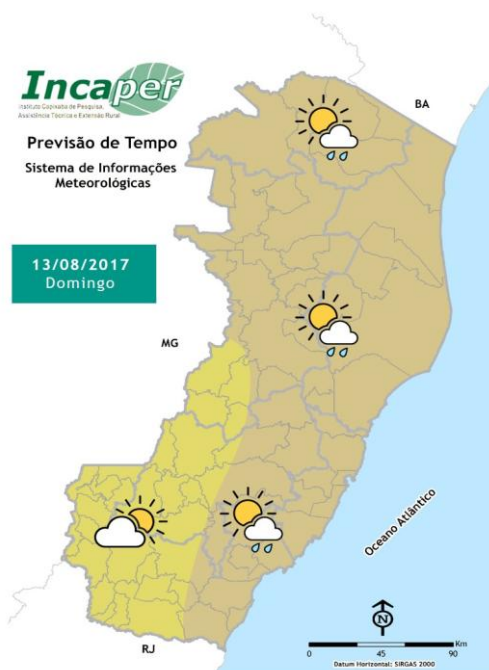 Incaper
Instituto Capixaba de Pesquisa,
Assistência Técnica e Extensão Rural
Previsão de Tempo
Sistema de Informações
Meteorológicas
13/08/2017
Domingo
BA
MG
RJ
Oceano Atlântico
N
Km
0 45 90
Datum Horizontal: SIRGAS 2000